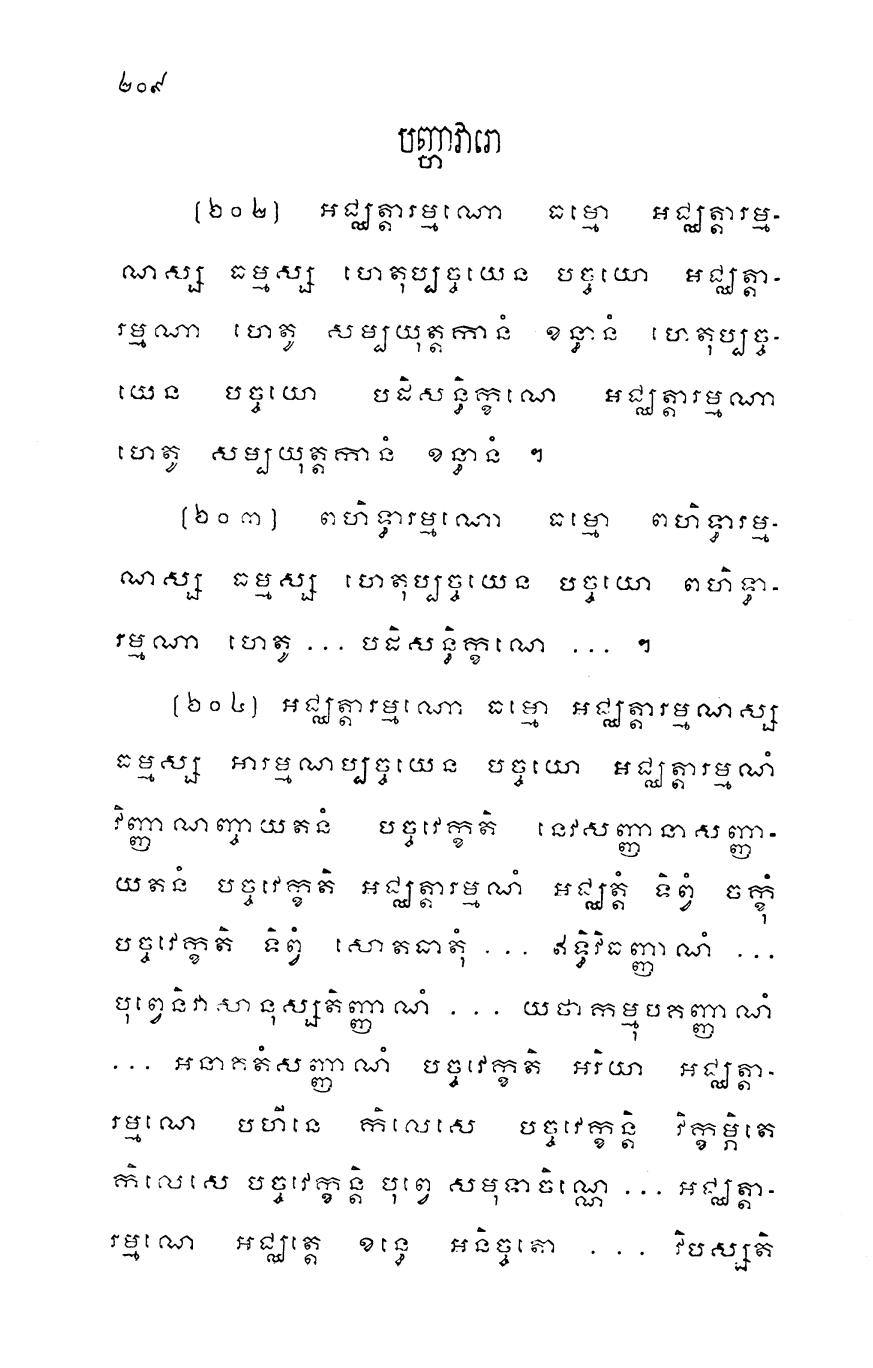 ២០៩
បញ្ហាវារោ
[៦០២] អជ្ឈត្តារម្មណោ ធម្មោ អជ្ឈត្តារម្ម-
ណស្ស ធម្មស្ស ហេតុប្បច្ចយេន បច្ចយោ អជ្ឈត្តា-
រម្មណា ហេតូ សម្បយុត្តកានំ ខន្ធានំ ហេតុប្បច្ច-
យេន បច្ចយោ បដិសន្ធិក្ខណេ អជ្ឈត្តារម្មណា
ហេតូ សម្បយុត្តកានំ ខន្ធានំ ។
[៦០៣] ពហិទ្ធារម្មណោ ធម្មោ ពហិទ្ធារម្ម-
ណស្ស ធម្មស្ស ហេតុប្បច្ចយេន បច្ចយោ ពហិទ្ធា-
រម្មណា ហេតូ ... បដិសន្ធិក្ខណេ ... ។
[៦០៤] អជ្ឈត្តារម្មណោ ធម្មោ អជ្ឈត្តារម្មណស្ស
ធម្មស្ស អារម្មណប្បច្ចយេន បច្ចយោ អជ្ឈត្តារម្មណំ
វិញ្ញាណញ្ចាយតនំ បច្ចវេក្ខតិ នេវសញ្ញានាសញ្ញា-
យតនំ បច្ចវេក្ខតិ អជ្ឈត្តារម្មណំ អជ្ឈត្តំ ទិព្វំ ចក្ខុំ
បច្ចវេក្ខតិ ទិព្វំ សោតធាតុំ ... ឥទ្ធិវិធញ្ញាណំ ...
បុព្វេនិវាសានុស្សតិញ្ញាណំ ... យថាកម្មុបគញ្ញាណំ
... អនាគតំសញ្ញាណំ បច្ចវេក្ខតិ អរិយា អជ្ឈត្តា-
រម្មណេ បហីនេ កិលេសេ បច្ចវេក្ខន្តិ វិក្ខម្ភិតេ
កិលេសេ បច្ចវេក្ខន្តិ បុព្វេ សមុទាចិណ្ណេ ... អជ្ឈត្តា-
រម្មណេ អជ្ឈត្តេ ខន្ធេ អនិច្ចតោ ... វិបស្សតិ